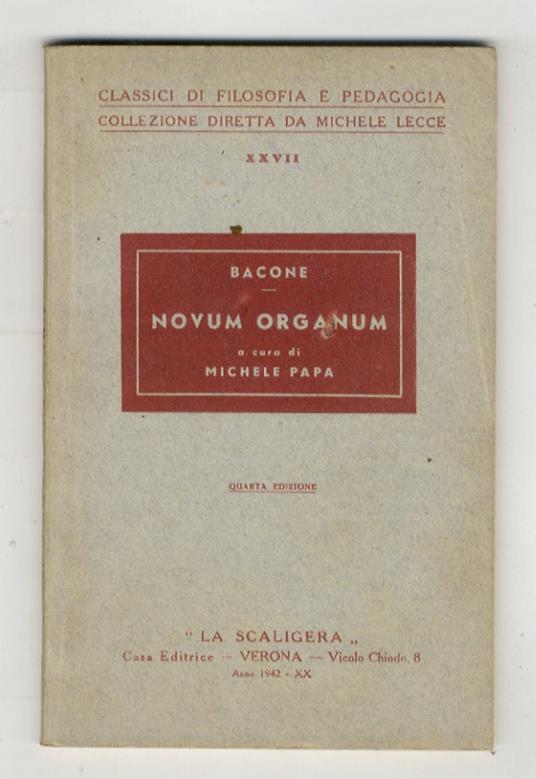 CLASSICI DI FILOSOFIA E PEDAGOGIA
COLLEZIONE DIRETTA DA MICHELE LECCE
XXVII
BACONE
NOVUM ORGANUM
a cura di
MICHELE PAPA
QUARTA EDIZIONE
“ LA SCALIGERA „
Casa Editrice — VERONA — Vicolo Chiodo, 8
Anno 1942 - XX